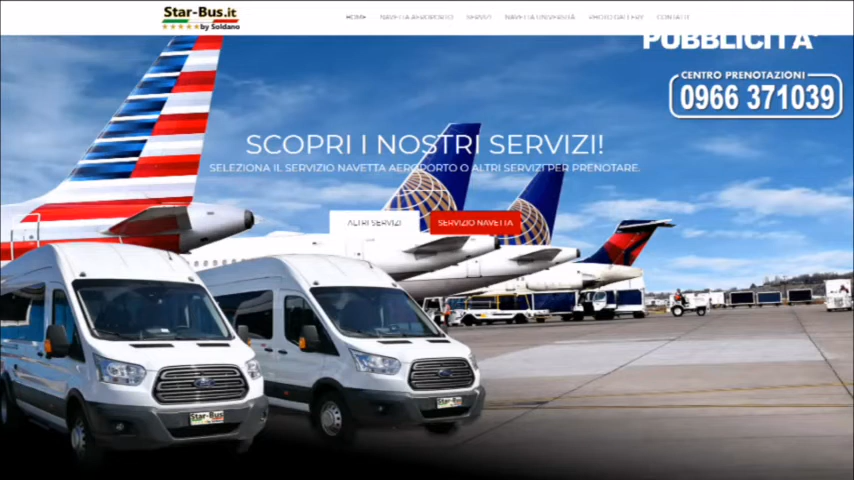 Star-Bus.it
by Soldano
HOME NAVETTA AEROPORTO SERVIZI NAVETTA UNIVERSITÀ PHOTO GALLERY CONTATTI
PUBBLICITA'
CENTRO PRENOTAZIONI
0966 371039
SCOPRI I NOSTRI SERVIZI!
SELEZIONA IL SERVIZIO NAVETTA AEROPORTO O ALTRI SERVIZI PER PRENOTARE.
ALTRI SERVIZI SERVIZIO NAVETTA
Star-Bus
Star-Bus